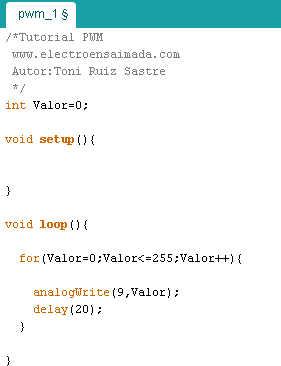 pwm_1 §
/*Tutorial PWM
www.electroensaimada.com
Autor:Toni Ruiz Sastre
*/
int Valor=0;
void setup(){
}
void loop(){
for(Valor=0;Valor<=255;Valor++){
analogWrite(9,Valor);
delay(20);
}
}